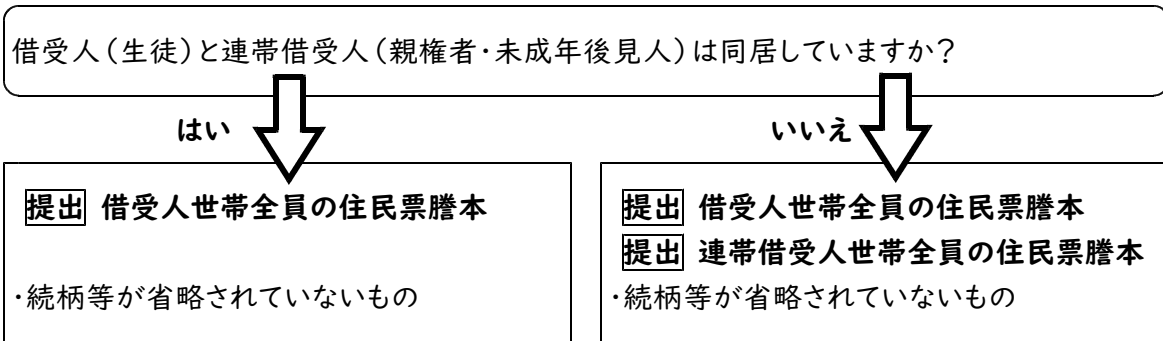 借受人（生徒）と連帯借受人（親権者・未成年後見人）は同居していますか？
はい
いいえ
提出 借受人世帯全員の住民票謄本
・続柄等が省略されていないもの
提出 借受人世帯全員の住民票謄本
提出 連帯借受人世帯全員の住民票謄本
・続柄等が省略されていないもの